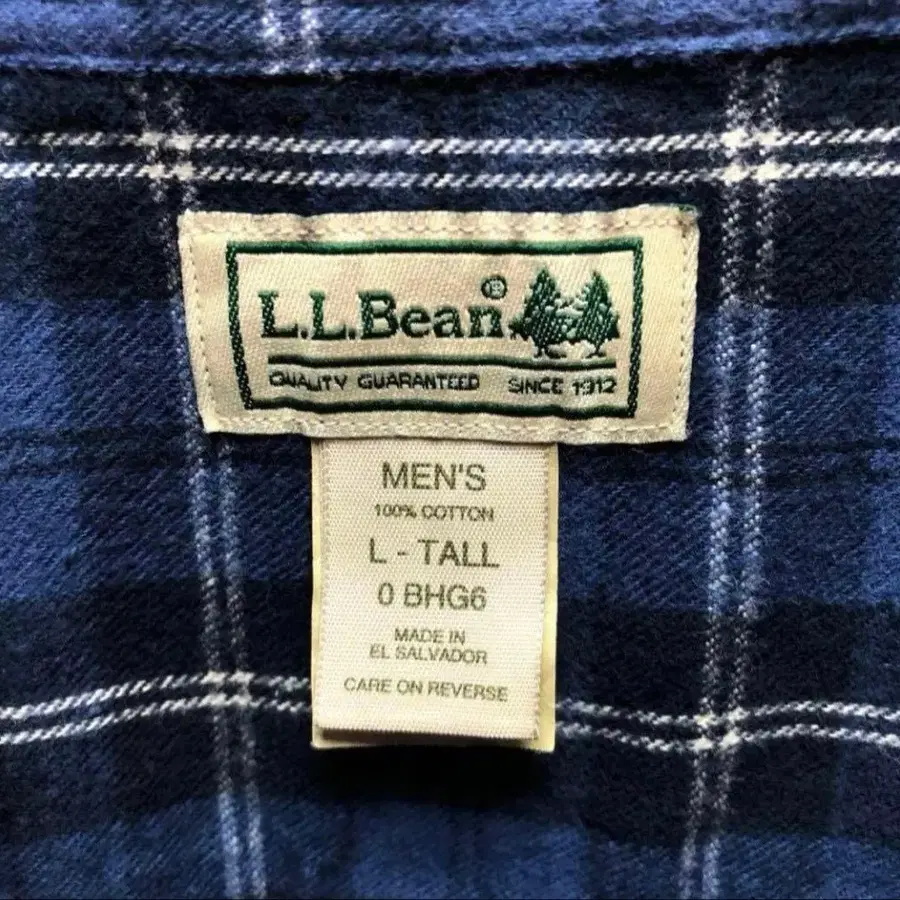 L.L.Bean®
QUALITY GUARANTEED SINCE 1912
MEN'S
100% COTTON
L - TALL
0 BHG6
MADE IN
EL SALVADOR
CARE ON REVERSE